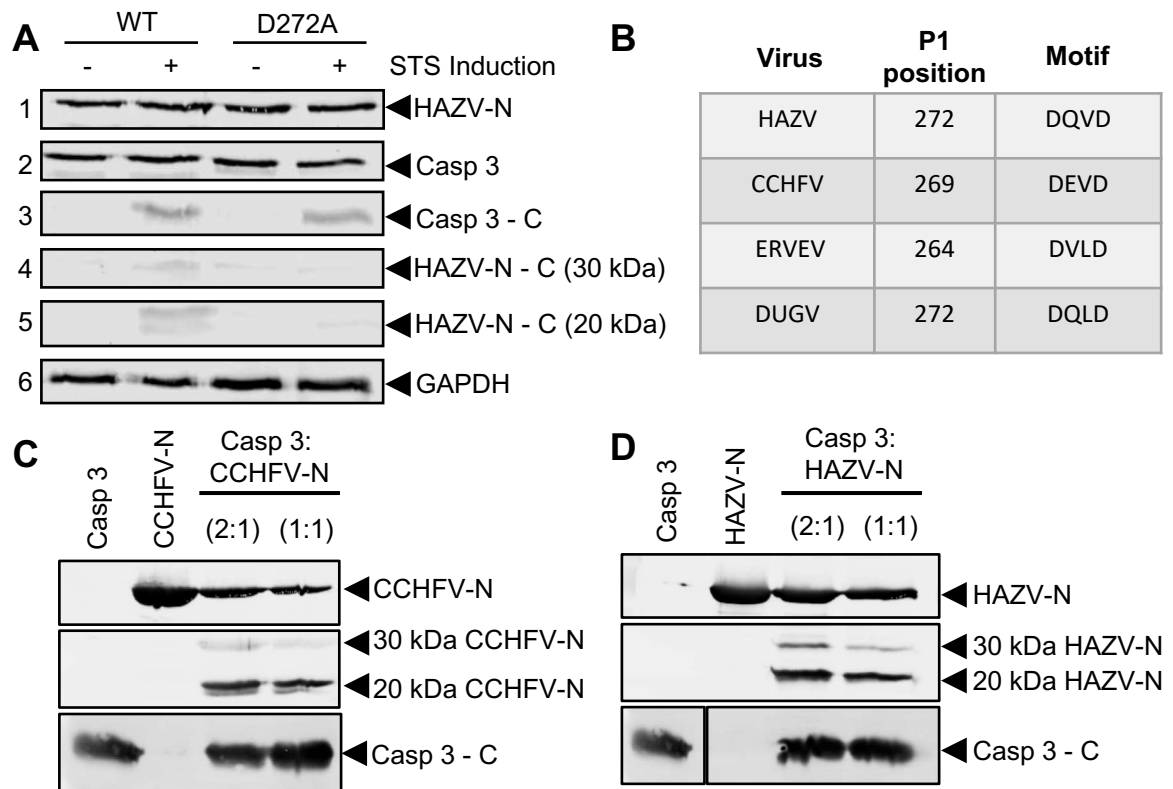 A
WT D272A
- + - + STS Induction
1 HAZV-N
2 Casp 3
3 Casp 3 - C
4 HAZV-N - C (30 kDa)
5 HAZV-N - C (20 kDa)
6 GAPDH
B
Virus P1 position Motif
HAZV 272 DQVD
CCHFV 269 DEVD
ERVEV 264 DVLD
DUGV 272 DQLD
C
Casp 3
CCHFV-N
Casp 3:
CCHFV-N
(2:1) (1:1)
CCHFV-N
30 kDa CCHFV-N
20 kDa CCHFV-N
Casp 3 - C
D
Casp 3
HAZV-N
Casp 3:
HAZV-N
(2:1) (1:1)
HAZV-N
30 kDa HAZV-N
20 kDa HAZV-N
Casp 3 - C